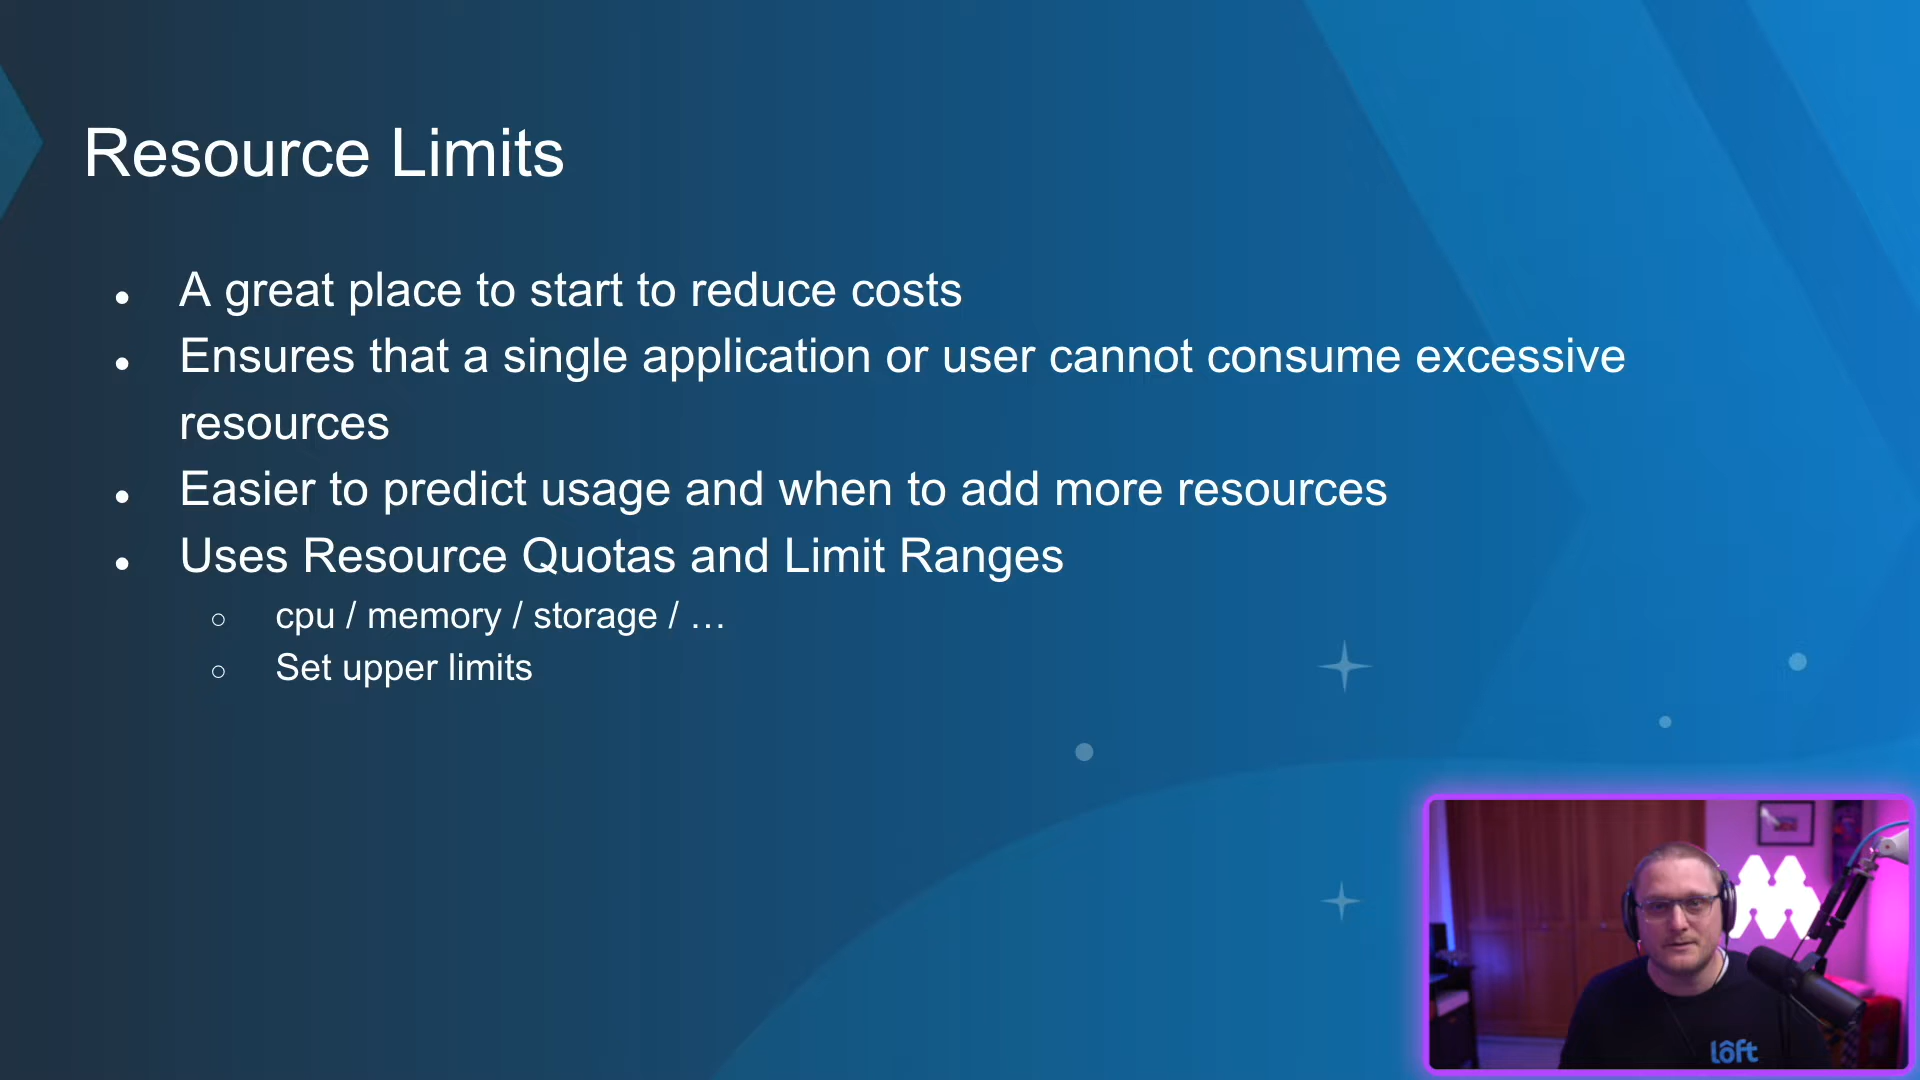 Resource Limits
A great place to start to reduce costs
Ensures that a single application or user cannot consume excessive
resources
Easier to predict usage and when to add more resources
Uses Resource Quotas and Limit Ranges
cpu / memory / storage / …
Set upper limits
lôft